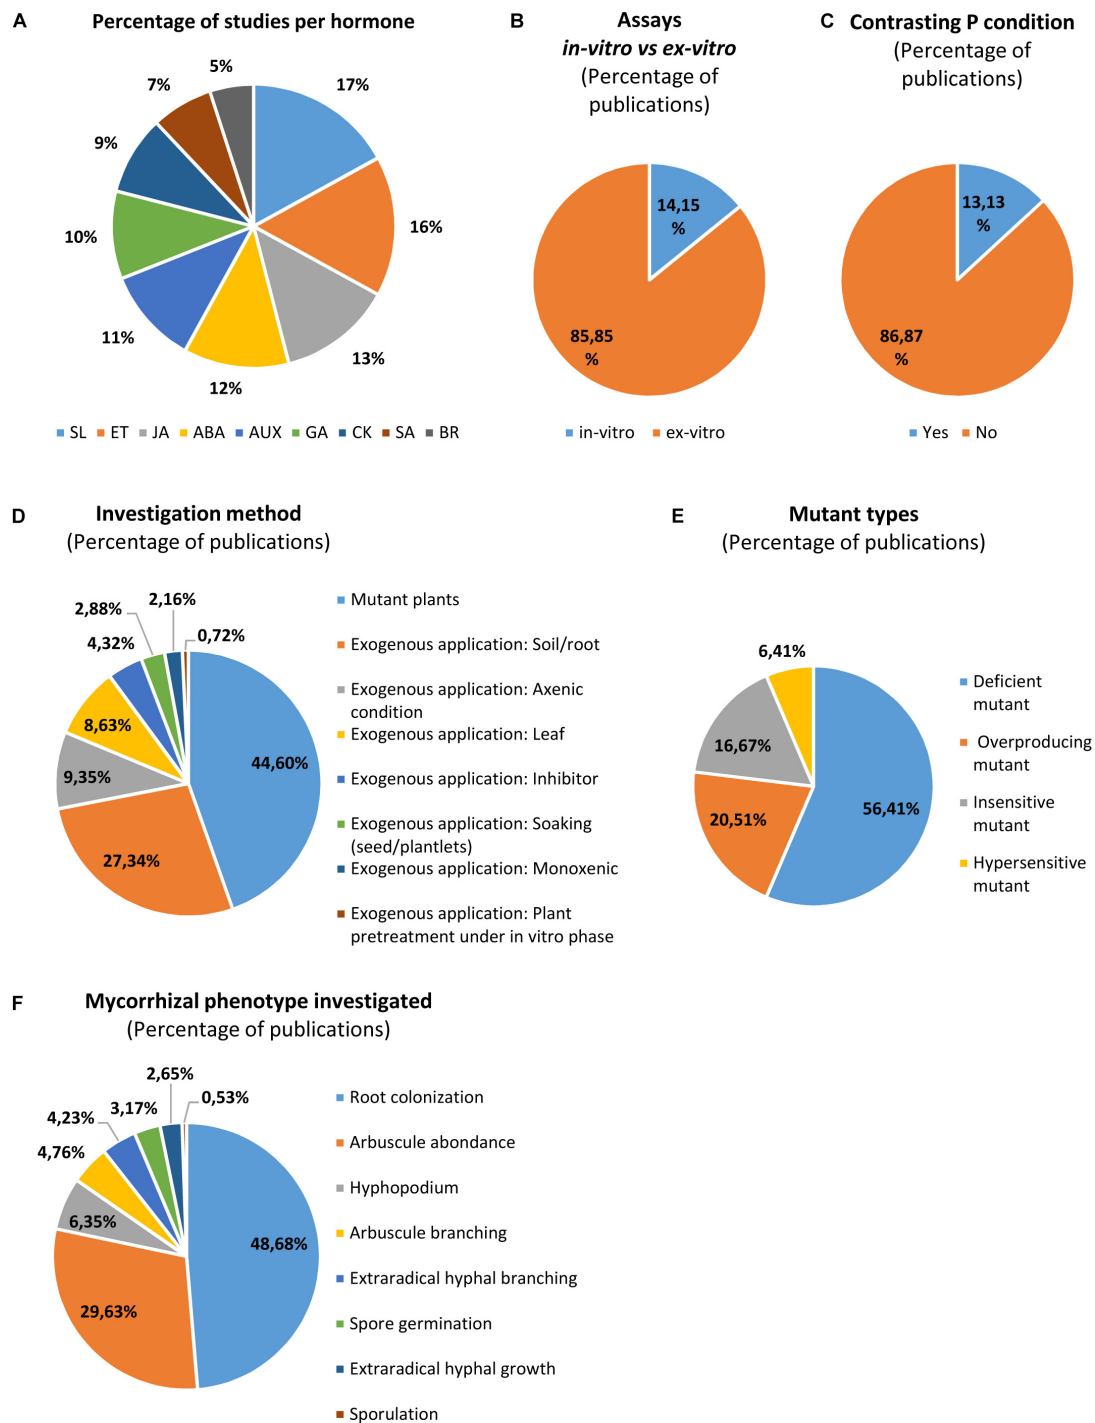 A
Percentage of studies per hormone
5%
7%
17%
9%
16%
10%
11%
13%
12%
SL ET JA ABA AUX GA CK SA BR
B
Assays
in-vitro vs ex-vitro
(Percentage of
publications)
14,15
%
85,85
%
in-vitro ex-vitro
C
Contrasting P condition
(Percentage of
publications)
13,13
%
86,87
%
Yes No
D
Investigation method
(Percentage of publications)
2,16%
2,88%
0,72%
4,32%
8,63%
44,60%
9,35%
27,34%
Mutant plants
Exogenous application: Soil/root
Exogenous application: Axenic
condition
Exogenous application: Leaf
Exogenous application: Inhibitor
Exogenous application: Soaking
(seed/plantlets)
Exogenous application: Monoxenic
Exogenous application: Plant
pretreatment under in vitro phase
E
Mutant types
(Percentage of publications)
6,41%
16,67%
56,41%
20,51%
Deficient
mutant
Overproducing
mutant
Insensitive
mutant
Hypersensitive
mutant
F
Mycorrhizal phenotype investigated
(Percentage of publications)
2,65%
0,53%
3,17%
4,23%
4,76%
6,35%
48,68%
29,63%
Root colonization
Arbuscule abondance
Hyphopodium
Arbuscule branching
Extraradical hyphal branching
Spore germination
Extraradical hyphal growth
Sporulation